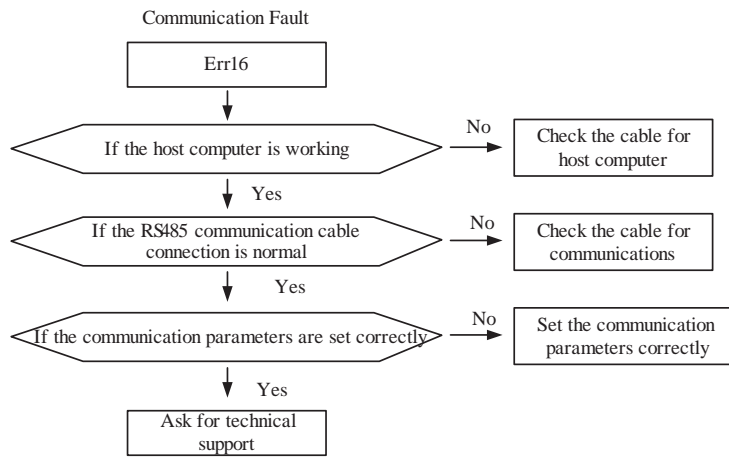 Communication Fault
Err16
If the host computer is working
No
Check the cable for
host computer
Yes
If the RS485 communication cable
connection is normal
No
Check the cable for
communications
Yes
If the communication parameters are set correctly
No
Set the communication
parameters correctly
Yes
Ask for technical
support